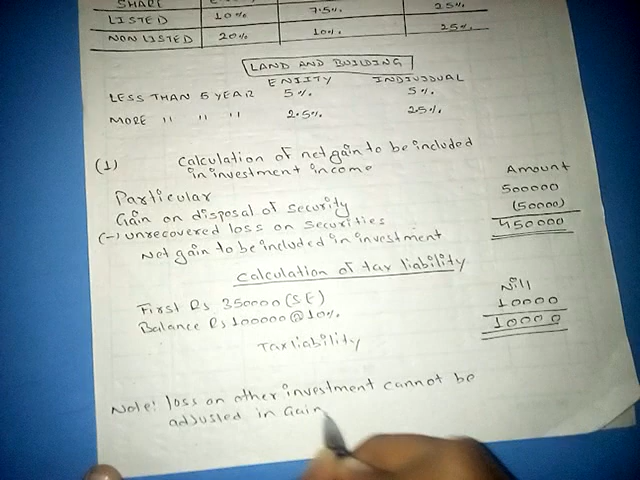 SHARE
LISTED 10% 7.5% 25%
NON LISTED 20% 10% 25%
LAND AND BUILDING
ENTITY INDIVIDUAL
LESS THAN 5 YEAR 5% 5%
MORE " " " 2.5% 2.5%
(1) Calculation of net gain to be included
in investment income
Particular Amount
Gain on disposal of security 500000
(-) unrecovered loss on securities (50000)
Net gain to be included in investment 450000
Calculation of tax liability
First Rs 350000 (SE) Nill
Balance Rs 100000 @ 10% 10000
Tax liability 10000
Note: loss on other investment cannot be
adjusted in Gain